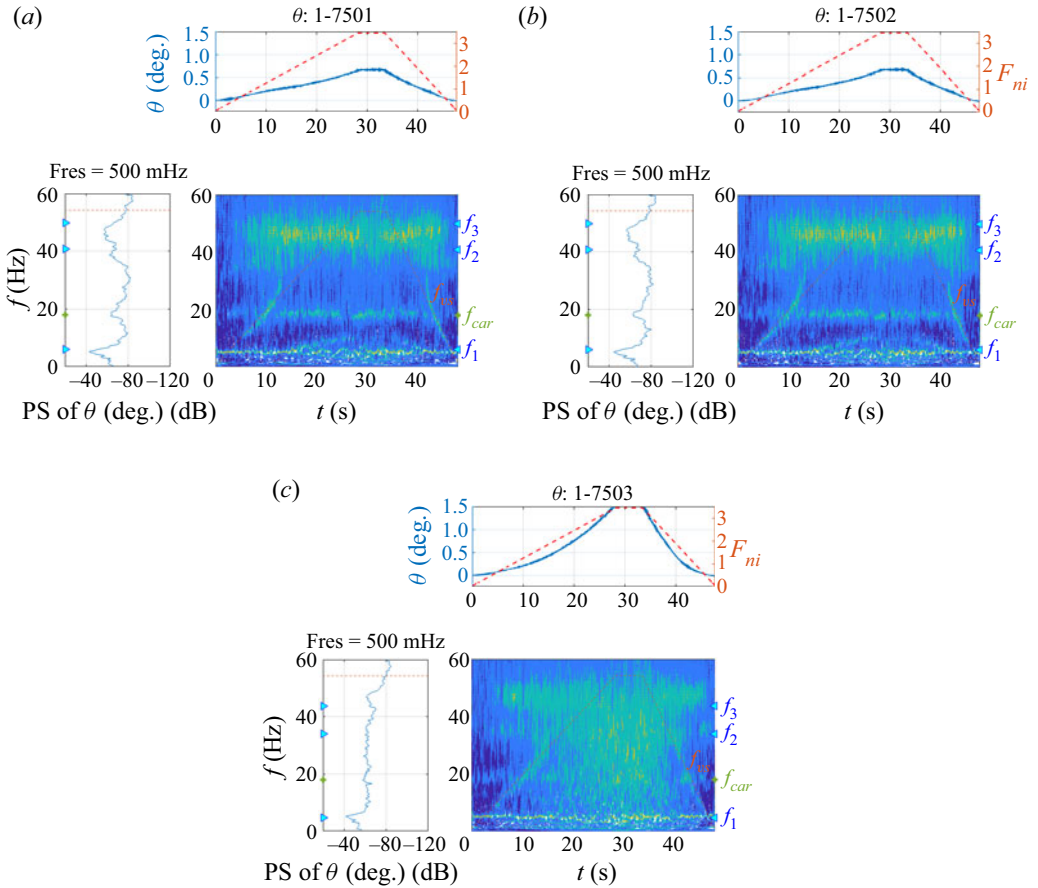 (a)
θ: 1-7501
1.5
1.0
0.5
0
θ (deg.)
3
2
1
0
F_ni
0 10 20 30 40
Fres = 500 mHz
60
40
20
0
f (Hz)
–40 –80 –120
PS of θ (deg.) (dB)
60
40
20
0 10 20 30 40
t (s)
f_3
f_2
f_ni
f_car
f_1
(b)
θ: 1-7502
1.5
1.0
0.5
0
3
2
1
0
F_ni
0 10 20 30 40
Fres = 500 mHz
60
40
20
0
–40 –80 –120
PS of θ (deg.) (dB)
60
40
20
0 10 20 30 40
t (s)
f_3
f_2
f_ni
f_car
f_1
(c)
θ: 1-7503
1.5
1.0
0.5
0
θ (deg.)
3
2
1
0
F_ni
0 10 20 30 40
Fres = 500 mHz
60
40
20
0
f (Hz)
–40 –80 –120
PS of θ (deg.) (dB)
60
40
20
0 10 20 30 40
t (s)
f_3
f_2
f_ni
f_car
f_1